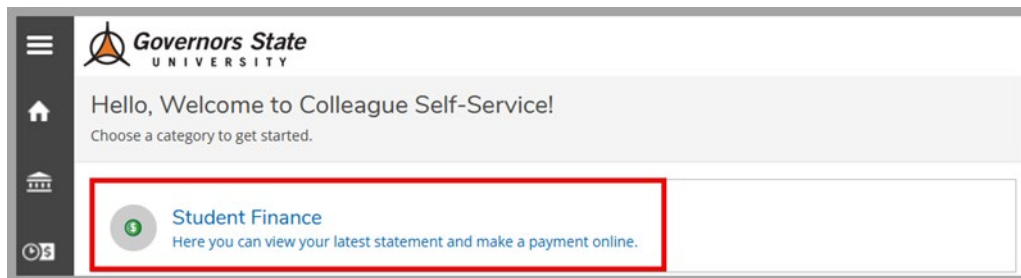 Governors State
UNIVERSITY
Hello, Welcome to Colleague Self-Service!
Choose a category to get started.
$
Student Finance
Here you can view your latest statement and make a payment online.
$